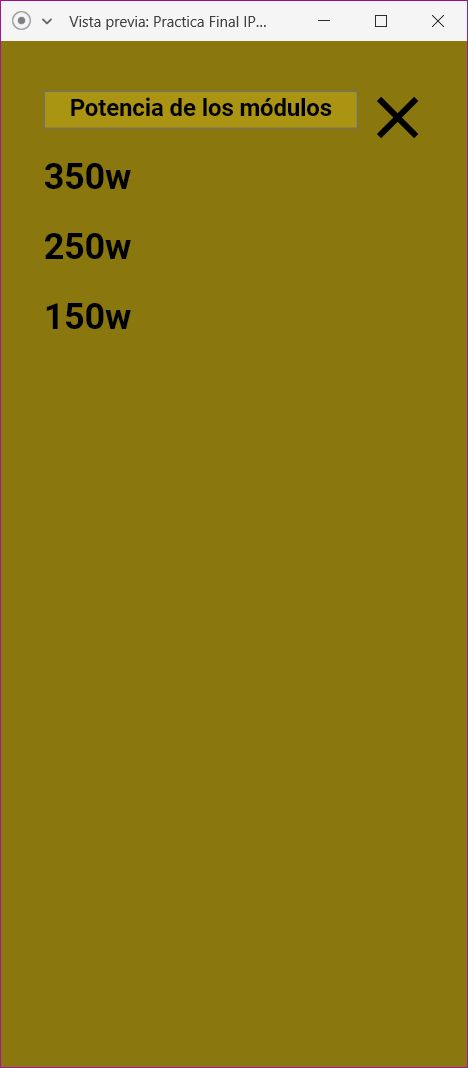 Vista previa: Practica Final IP...
Potencia de los módulos
350w
250w
150w